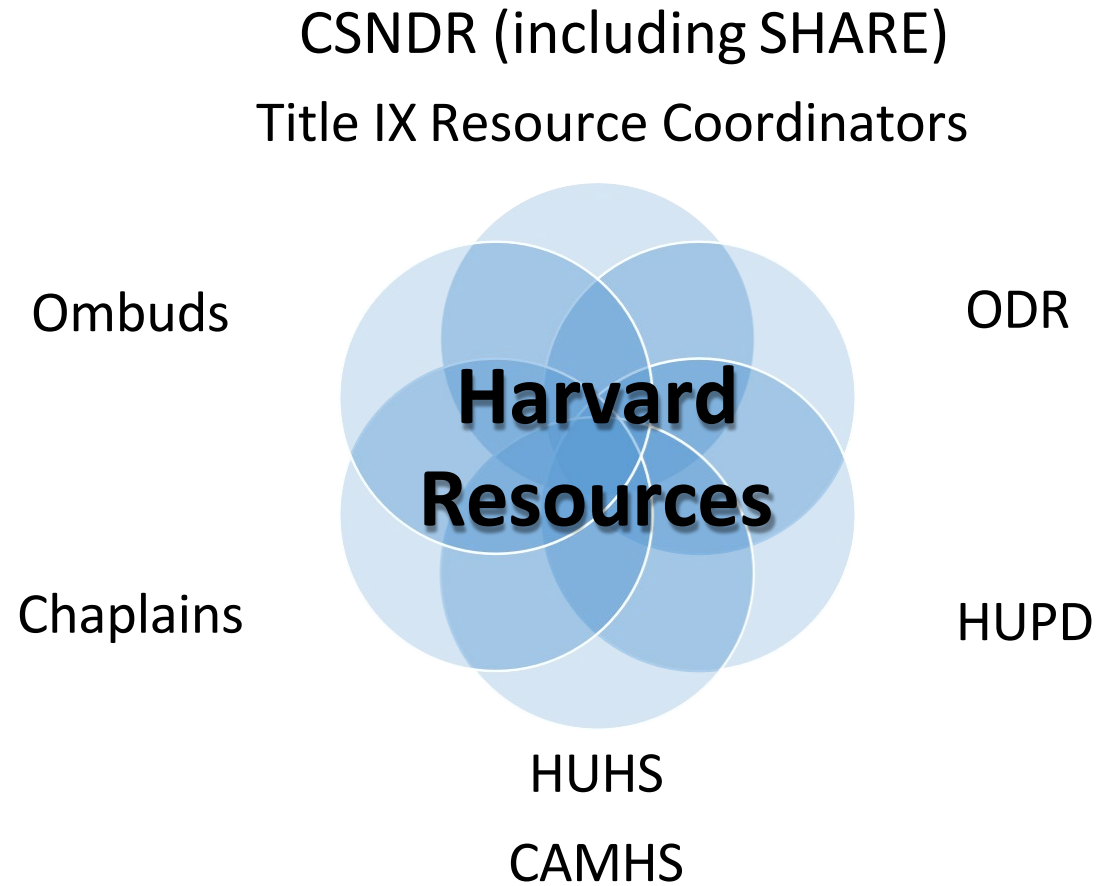 CSNDR (including SHARE)
Title IX Resource Coordinators
Ombuds
ODR
Harvard
Resources
Chaplains
HUPD
HUHS
CAMHS